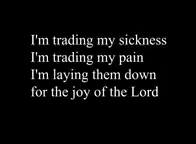 I'm trading my sickness
I'm trading my pain
I'm laying them down
for the joy of the Lord